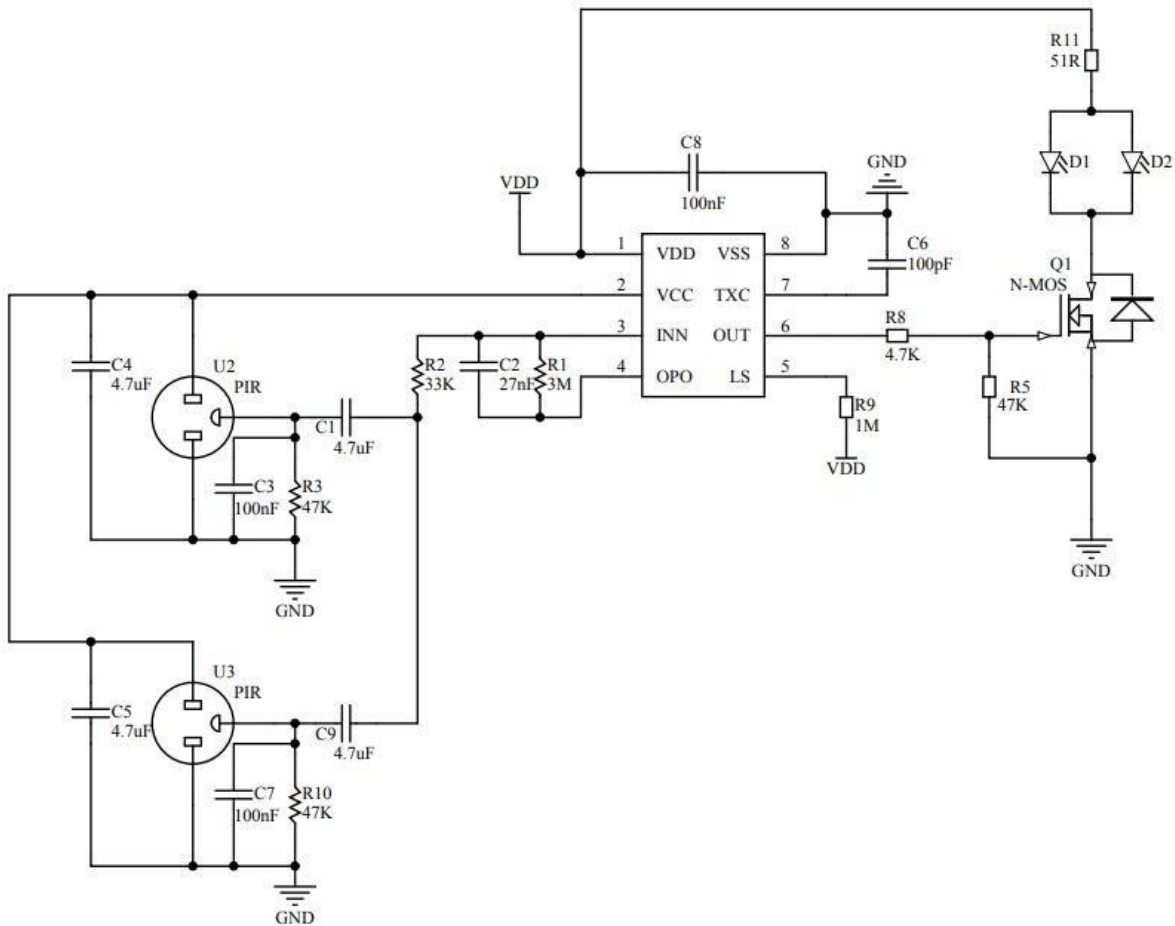 R11
51R
D1
D2
C8
100nF
GND
VDD
C6
100pF
1
VDD
VSS
8
2
VCC
TXC
7
3
INN
OUT
6
4
OPO
LS
5
Q1
N-MOS
R8
4.7K
R5
47K
R9
1M
VDD
GND
C4
4.7uF
U2
PIR
R2
33K
C2
27nF
R1
3M
C1
4.7uF
C3
100nF
R3
47K
GND
U3
PIR
C5
4.7uF
C9
4.7uF
C7
100nF
R10
47K
GND